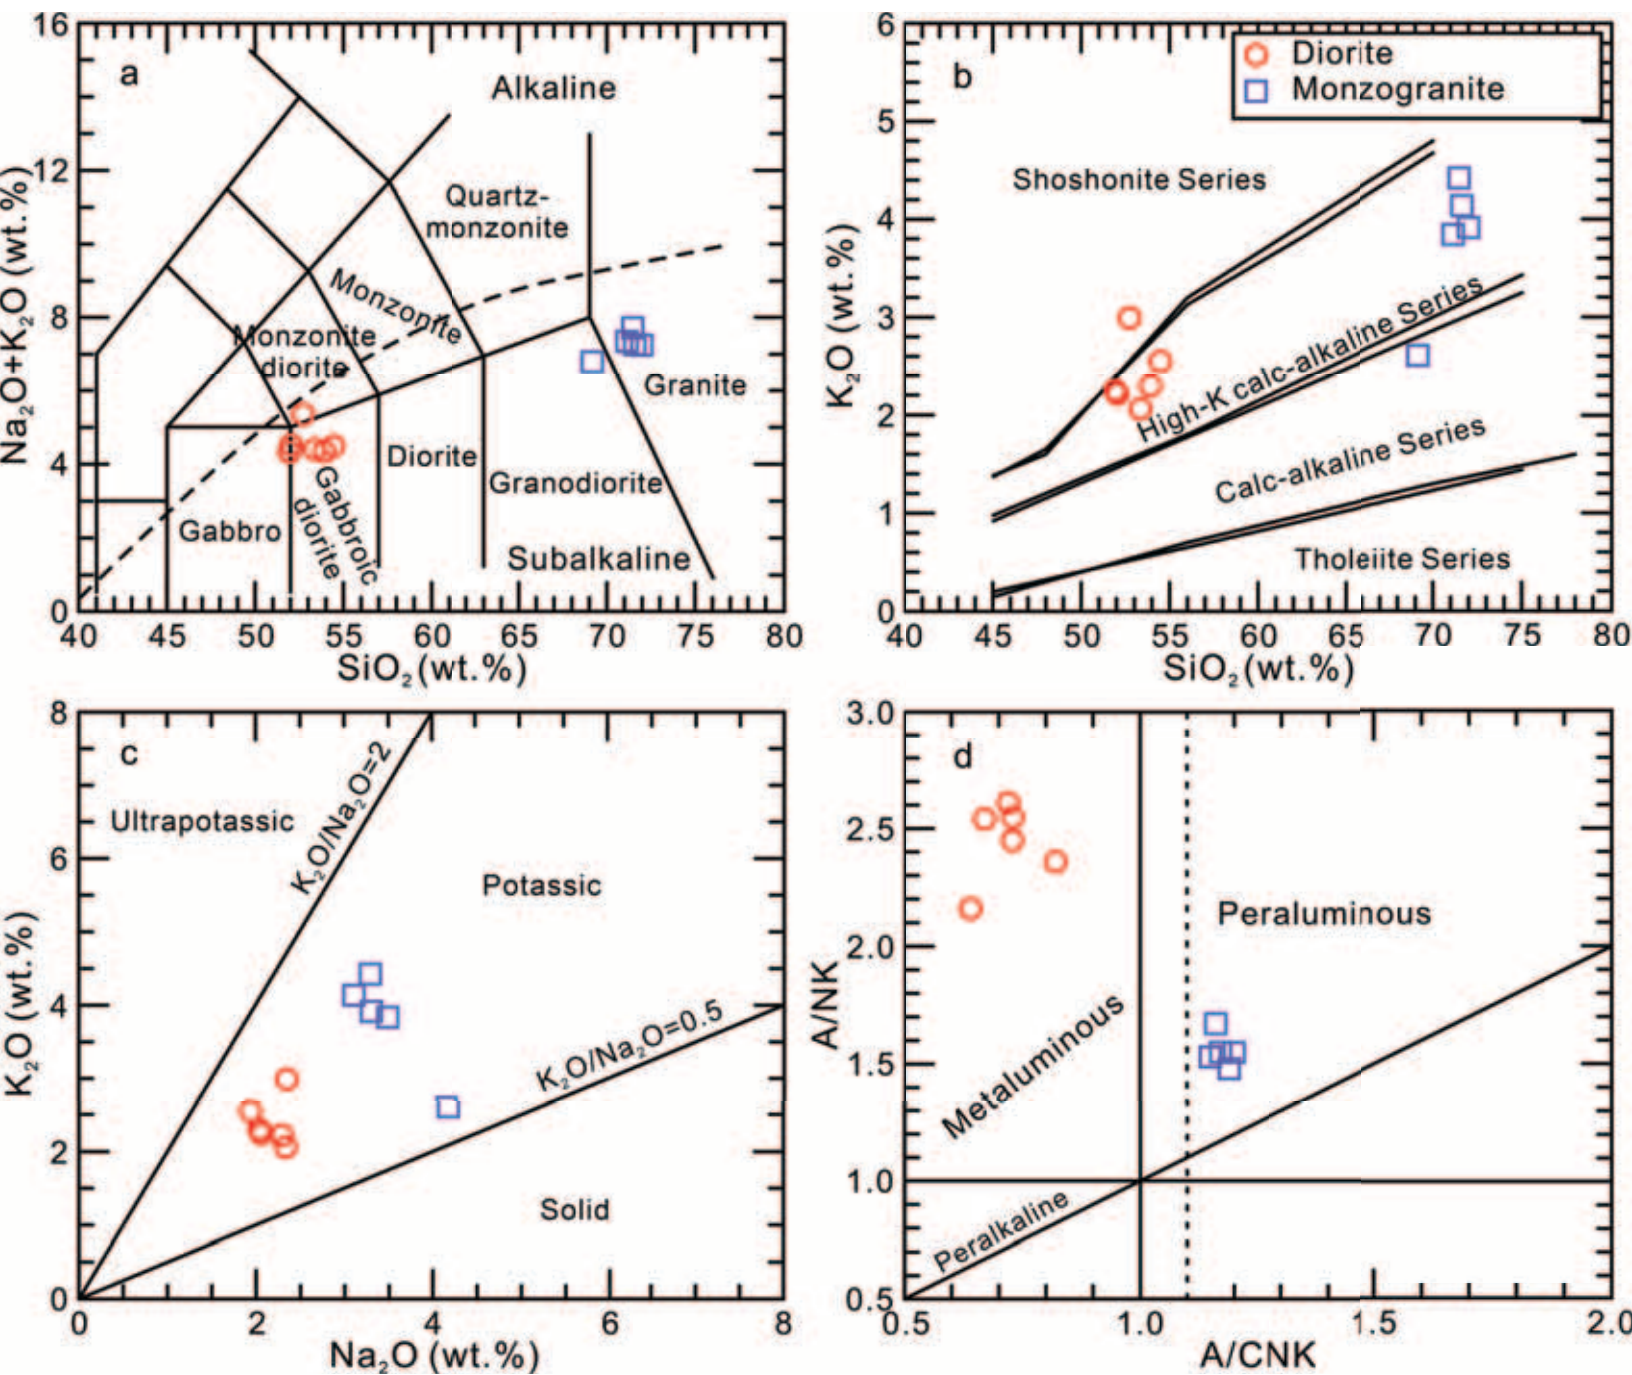 a
Alkaline
Quartz-
monzonite
Monzonite
Monzonite
diorite
Granite
Diorite
Granodiorite
Gabbro
Gabbroic
diorite
Subalkaline
Na₂O+K₂O (wt.%)
16
12
8
4
0
40 45 50 55 60 65 70 75 80
SiO₂(wt.%)
b
Diorite
Monzogranite
Shoshonite Series
High-K calc-alkaline Series
Calc-alkaline Series
Tholeiite Series
K₂O (wt.%)
6
5
4
3
2
1
0
40 45 50 55 60 65 70 75 80
SiO₂(wt.%)
c
Ultrapotassic
K₂O/Na₂O=2
Potassic
K₂O/Na₂O=0.5
Solid
K₂O (wt.%)
8
6
4
2
0
0 2 4 6 8
Na₂O (wt.%)
d
Peraluminous
Metaluminous
Peralkaline
A/NK
3.0
2.5
2.0
1.5
1.0
0.5
0.5 1.0 1.5 2.0
A/CNK